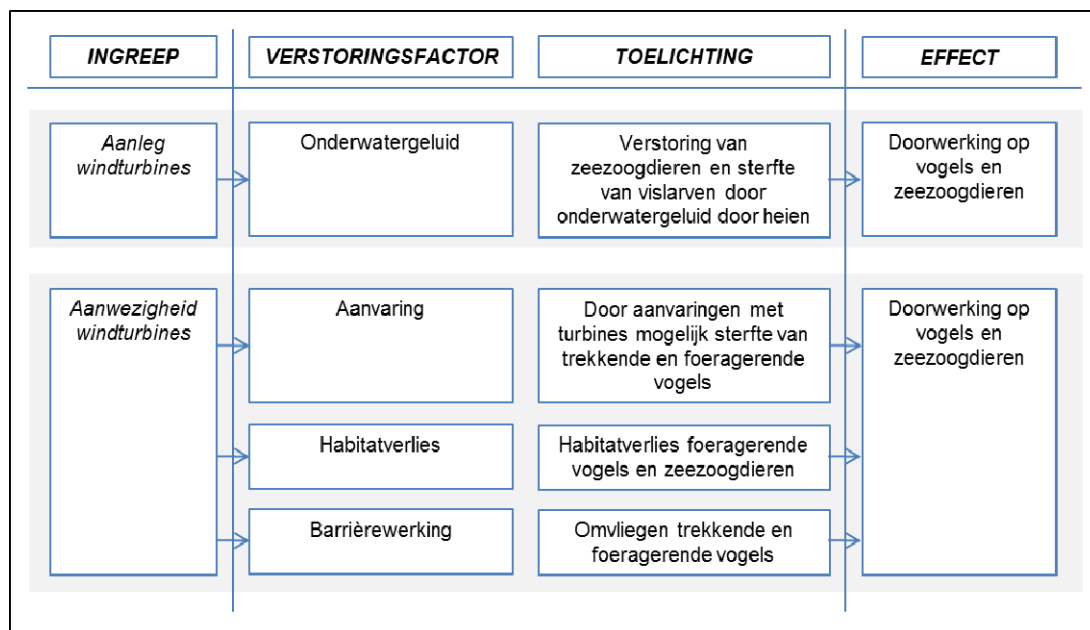 INGREEP
VERSTORINGSFACTOR
TOELICHTING
EFFECT
Aanleg
windturbines
Onderwatergeluid
Verstoring van
zeezoogdieren en sterfte
van vislarven door
onderwatergeluid door heien
Doorwerking op
vogels en
zeezoogdieren
Aanwezigheid
windturbines
Aanvaring
Door aanvaringen met
turbines mogelijk sterfte van
trekkende en foeragerende
vogels
Doorwerking op
vogels en
zeezoogdieren
Habitatverlies
Habitatverlies foeragerende
vogels en zeezoogdieren
Barrièrewerking
Omvliegen trekkende en
foeragerende vogels